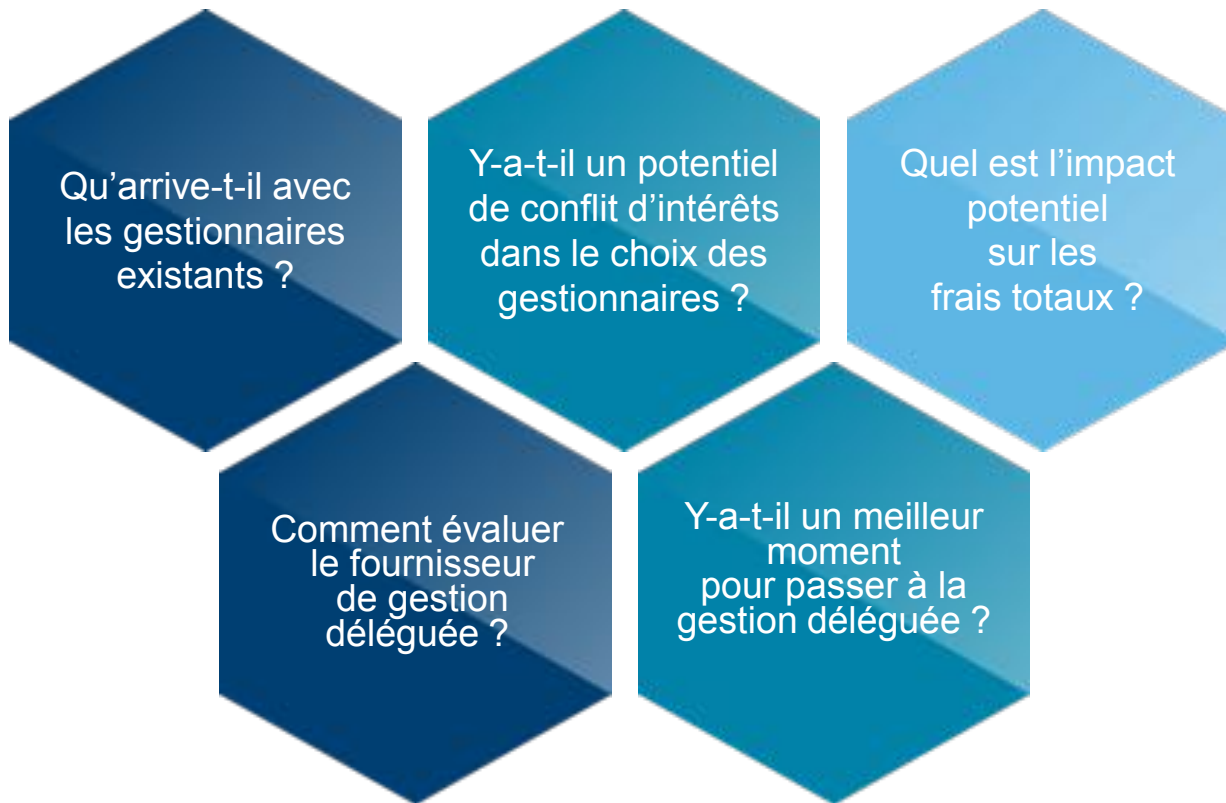 Qu’arrive-t-il avec
les gestionnaires
existants ?
Y-a-t-il un potentiel
de conflit d’intérêts
dans le choix des
gestionnaires ?
Quel est l’impact
potentiel
sur les
frais totaux ?
Comment évaluer
le fournisseur
de gestion
déléguée ?
Y-a-t-il un meilleur
moment
pour passer à la
gestion déléguée ?